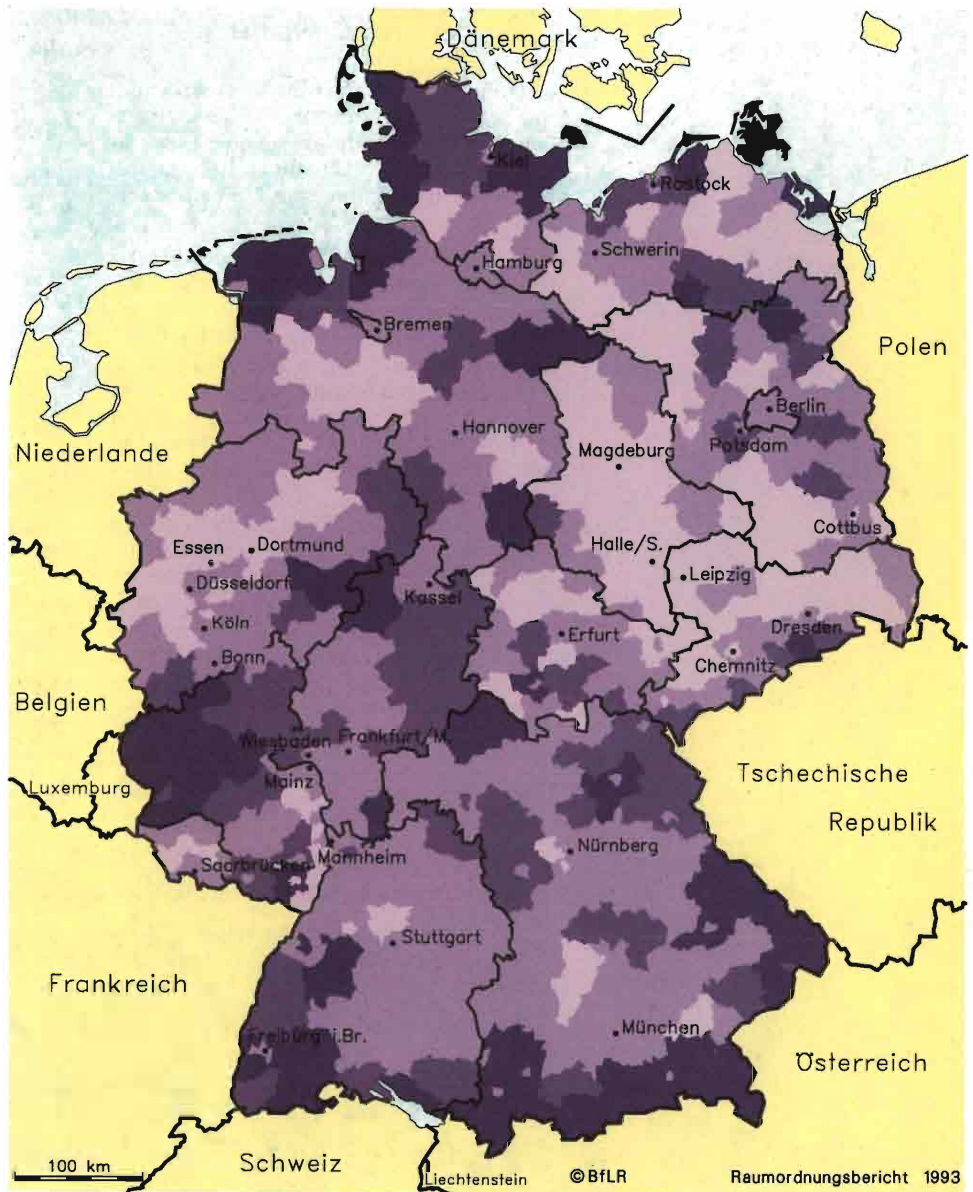 Dänemark
Kiel
Rostock
Hamburg
Schwerin
Bremen
Polen
Berlin
Niederlande
Hannover
Potsdam
Magdeburg
Cottbus
Halle/S.
Essen
Dortmund
Leipzig
Düsseldorf
Kassel
Köln
Erfurt
Dresden
Bonn
Chemnitz
Belgien
Wiesbaden
Frankfurt/M.
Mainz
Luxemburg
Tschechische
Republik
Saarbrücken
Mannheim
Nürnberg
Stuttgart
Frankreich
Freiburg i.Br.
München
Österreich
100 km
Schweiz
Liechtenstein
©BfLR
Raumordnungsbericht 1993